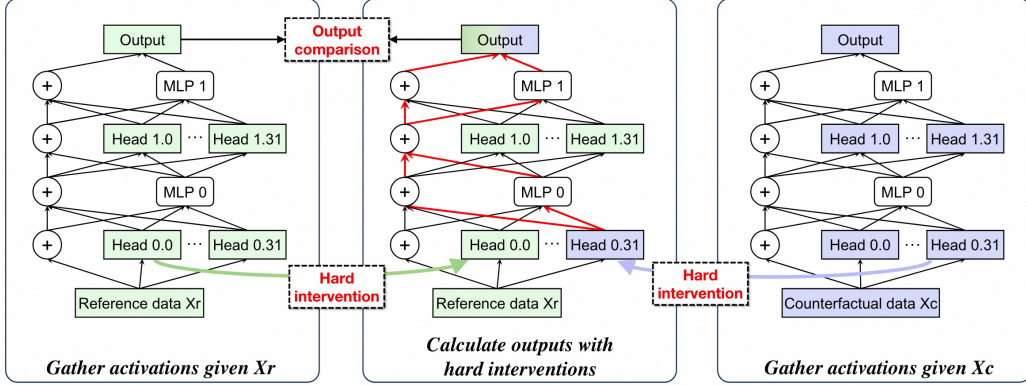 Output
+
MLP 1
+
Head 1.0
···
Head 1.31
+
MLP 0
+
Head 0.0
···
Head 0.31
Reference data Xr
Gather activations given Xr
Output
comparison
Hard
intervention
Output
+
MLP 1
+
Head 1.0
···
Head 1.31
+
MLP 0
+
Head 0.0
···
Head 0.31
Reference data Xr
Calculate outputs with
hard interventions
Hard
intervention
Output
+
MLP 1
+
Head 1.0
···
Head 1.31
+
MLP 0
+
Head 0.0
···
Head 0.31
Counterfactual data Xc
Gather activations given Xc